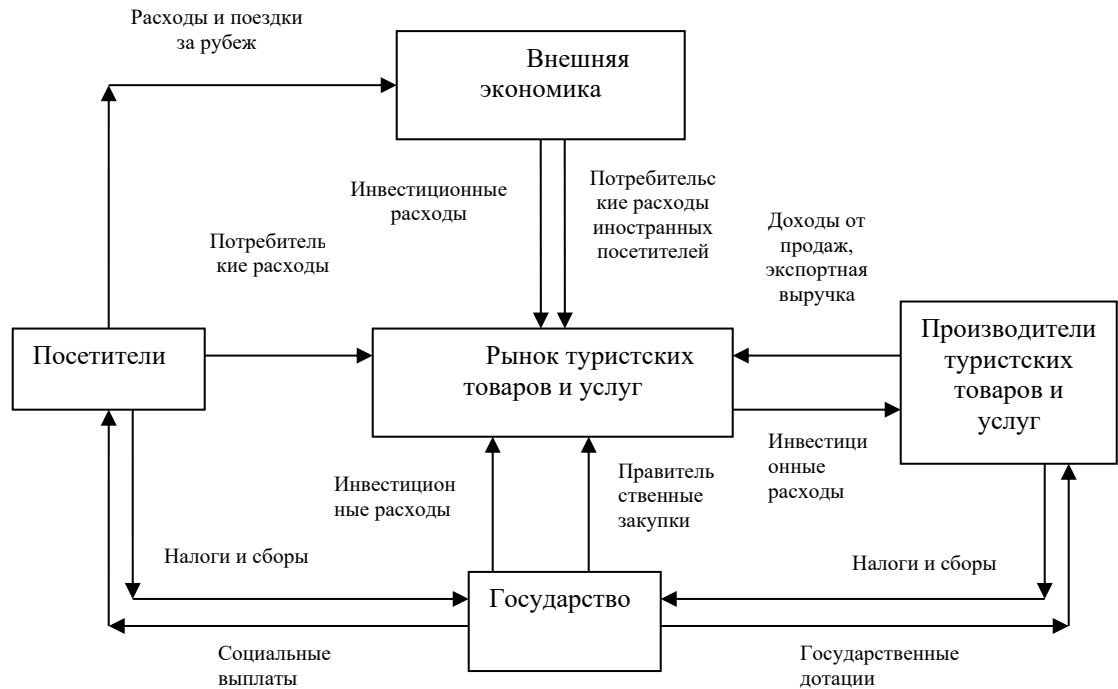 Расходы и поездки
за рубеж
Внешняя
экономика
Инвестиционные
расходы
Потребительс
кие расходы
иностранных
посетителей
Доходы от
продаж,
экспортная
выручка
Потребитель
кие расходы
Посетители
Рынок туристских
товаров и услуг
Производители
туристских
товаров и
услуг
Инвестицион
ные расходы
Правитель
ственные
закупки
Инвестици
онные
расходы
Налоги и сборы
Государство
Налоги и сборы
Социальные
выплаты
Государственные
дотации